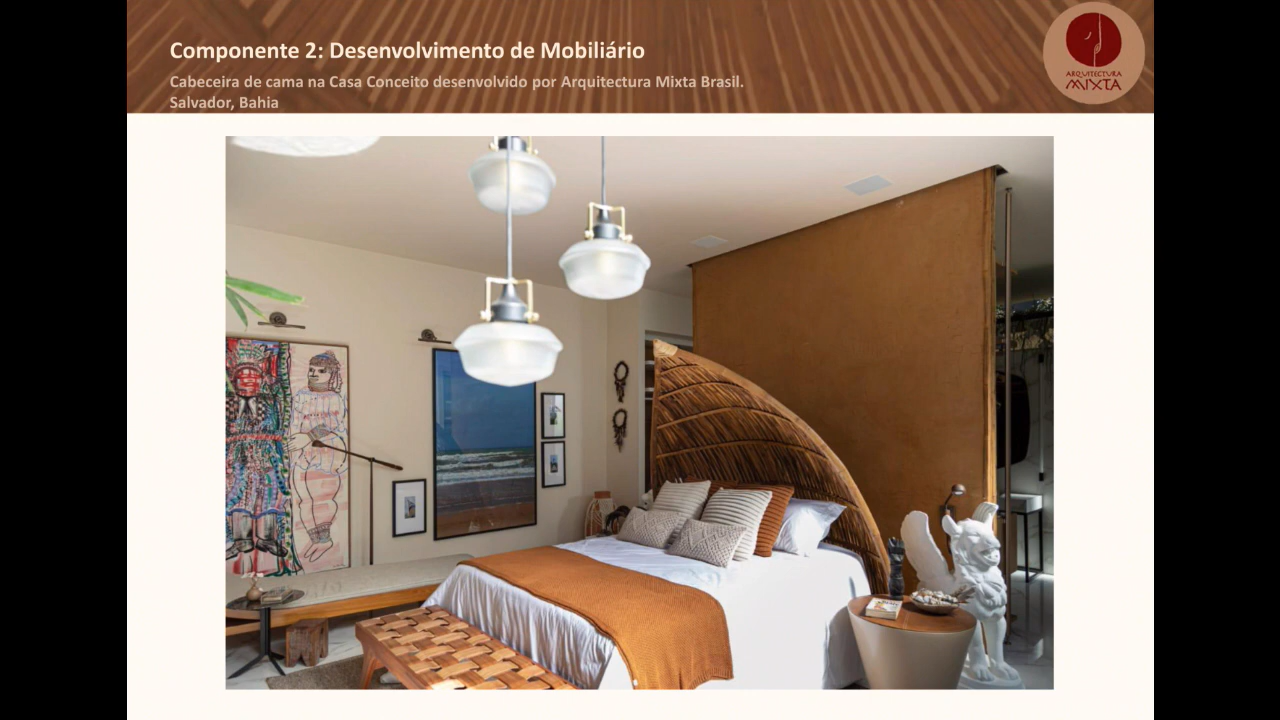 Componente 2: Desenvolvimento de Mobiliário
Cabeceira de cama na Casa Conceito desenvolvido por Arquitectura Mixta Brasil.
Salvador, Bahia
ARQUITECTURA
MIXTA